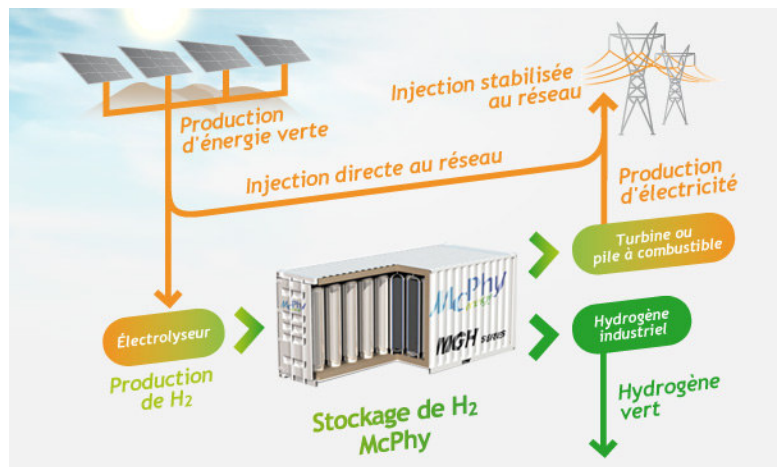 Production
d'énergie verte
Injection stabilisée
au réseau
Injection directe au réseau
Production
d'électricité
Turbine ou
pile à combustible
Électrolyseur
Production
de H₂
McPhy
McPhy
MGH
Hydrogène
industriel
Hydrogène
vert
Stockage de H₂
McPhy